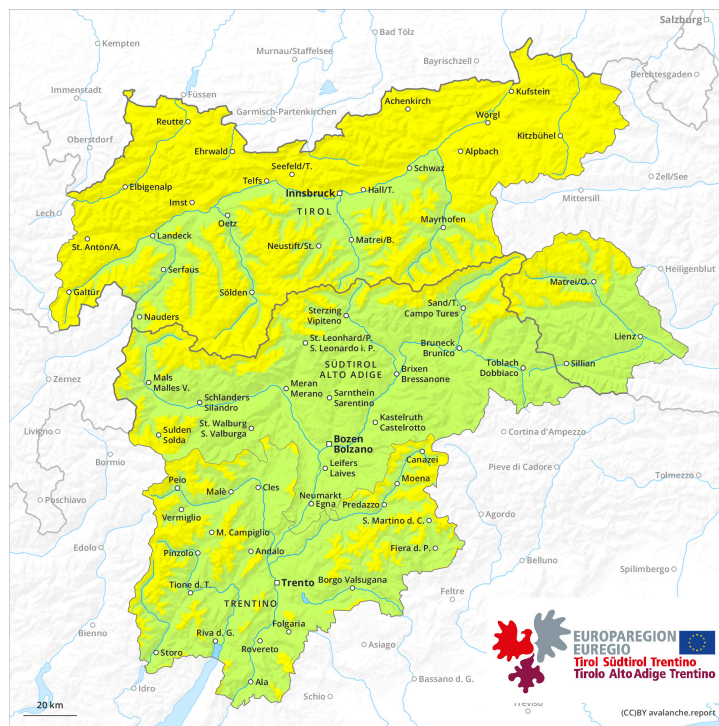 Salzburg
Kempten
Bad Tölz
Murnau/Staffelsee
Bayrischzell
Berchtesgaden
Immenstadt
Füssen
Garmisch-Partenkirchen
Achenkirch
Kufstein
Reutte
Wörgl
Oberstdorf
Ehrwald
Kitzbühel
Seefeld/T.
Alpbach
Schwaz
Telfs
Zell/See
Elbigenalp
Innsbruck
Hall/T.
Mittersill
Imst
TIROL
Lech
Oetz
Mayrhofen
Landeck
St. Anton/A.
Neustift/St.
Matrei/B.
Heiligenblut
Serfaus
Matrei/O.
Galtür
Sölden
Nauders
Sterzing
Vipiteno
Sand/T.
Campo Tures
Lienz
St. Leonhard/P.
S. Leonardo i. P.
Bruneck
Brunico
Toblach
Dobbiaco
Sillian
SÜDTIROL
ALTO ADIGE
Brixen
Bressanone
Zernez
Mals
Malles V.
Meran
Merano
Sarnthein
Sarentino
Schlanders
Silandro
St. Walburg
S. Valburga
Kastelruth
Castelrotto
Livigno
Sulden
Solda
Bozen
Bolzano
Cortina d'Ampezzo
Bormio
Canazei
Pieve di Cadore
Leifers
Laives
Tolmezzo
Peio
Malè
Cles
Moena
Poschiavo
Neumarkt
Egna
Predazzo
Vermiglio
Agordo
S. Martino d. C.
M. Campiglio
Edolo
Pinzolo
Andalo
Fiera d. P.
Belluno
Spilimbergo
Trento
Tione d. T.
Borgo Valsugana
Feltre
TRENTINO
Folgaria
Bienno
Riva d. G.
Rovereto
Asiago
Storo
Ala
Bassano d. G.
Idro
Schio
Treviso
EUROPAREGION
EUREGIO
Tirol Südtirol Trentino
Tirolo Alto Adige Trentino
20 km
(CC)BY avalanche.report